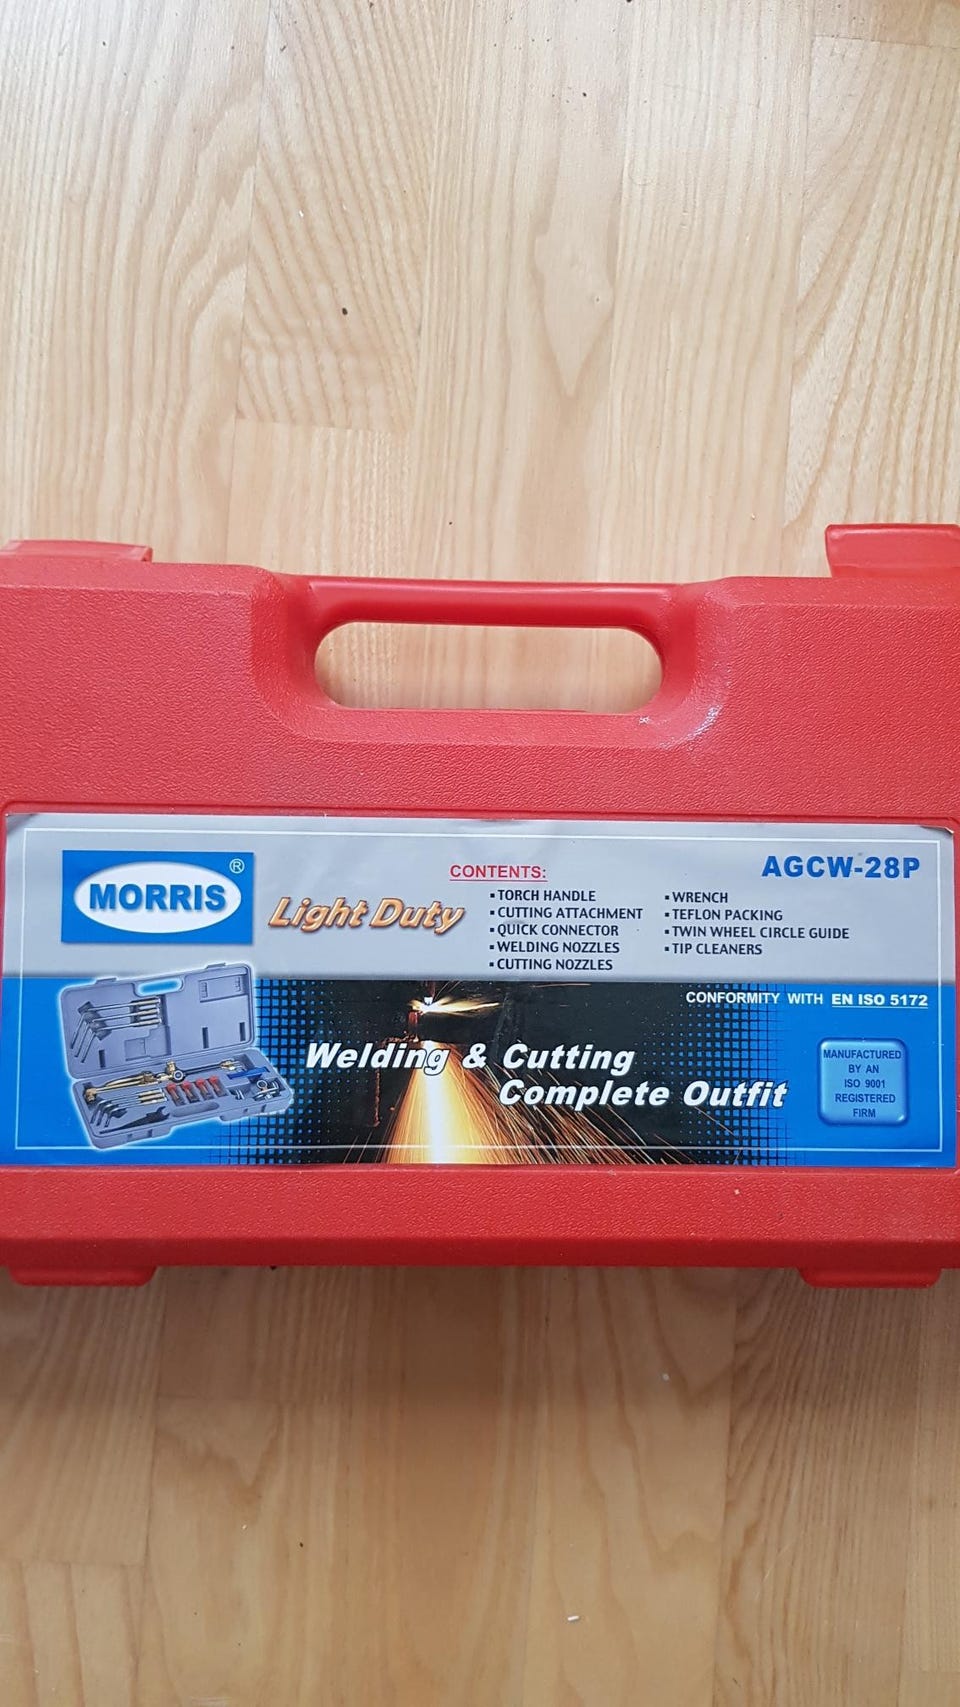 MORRIS®
Light Duty
CONTENTS:
▪ TORCH HANDLE
▪ CUTTING ATTACHMENT
▪ QUICK CONNECTOR
▪ WELDING NOZZLES
▪ CUTTING NOZZLES
▪ WRENCH
▪ TEFLON PACKING
▪ TWIN WHEEL CIRCLE GUIDE
▪ TIP CLEANERS
AGCW-28P
CONFORMITY WITH EN ISO 5172
Welding & Cutting
Complete Outfit
MANUFACTURED
BY AN
ISO 9001
REGISTERED
FIRM